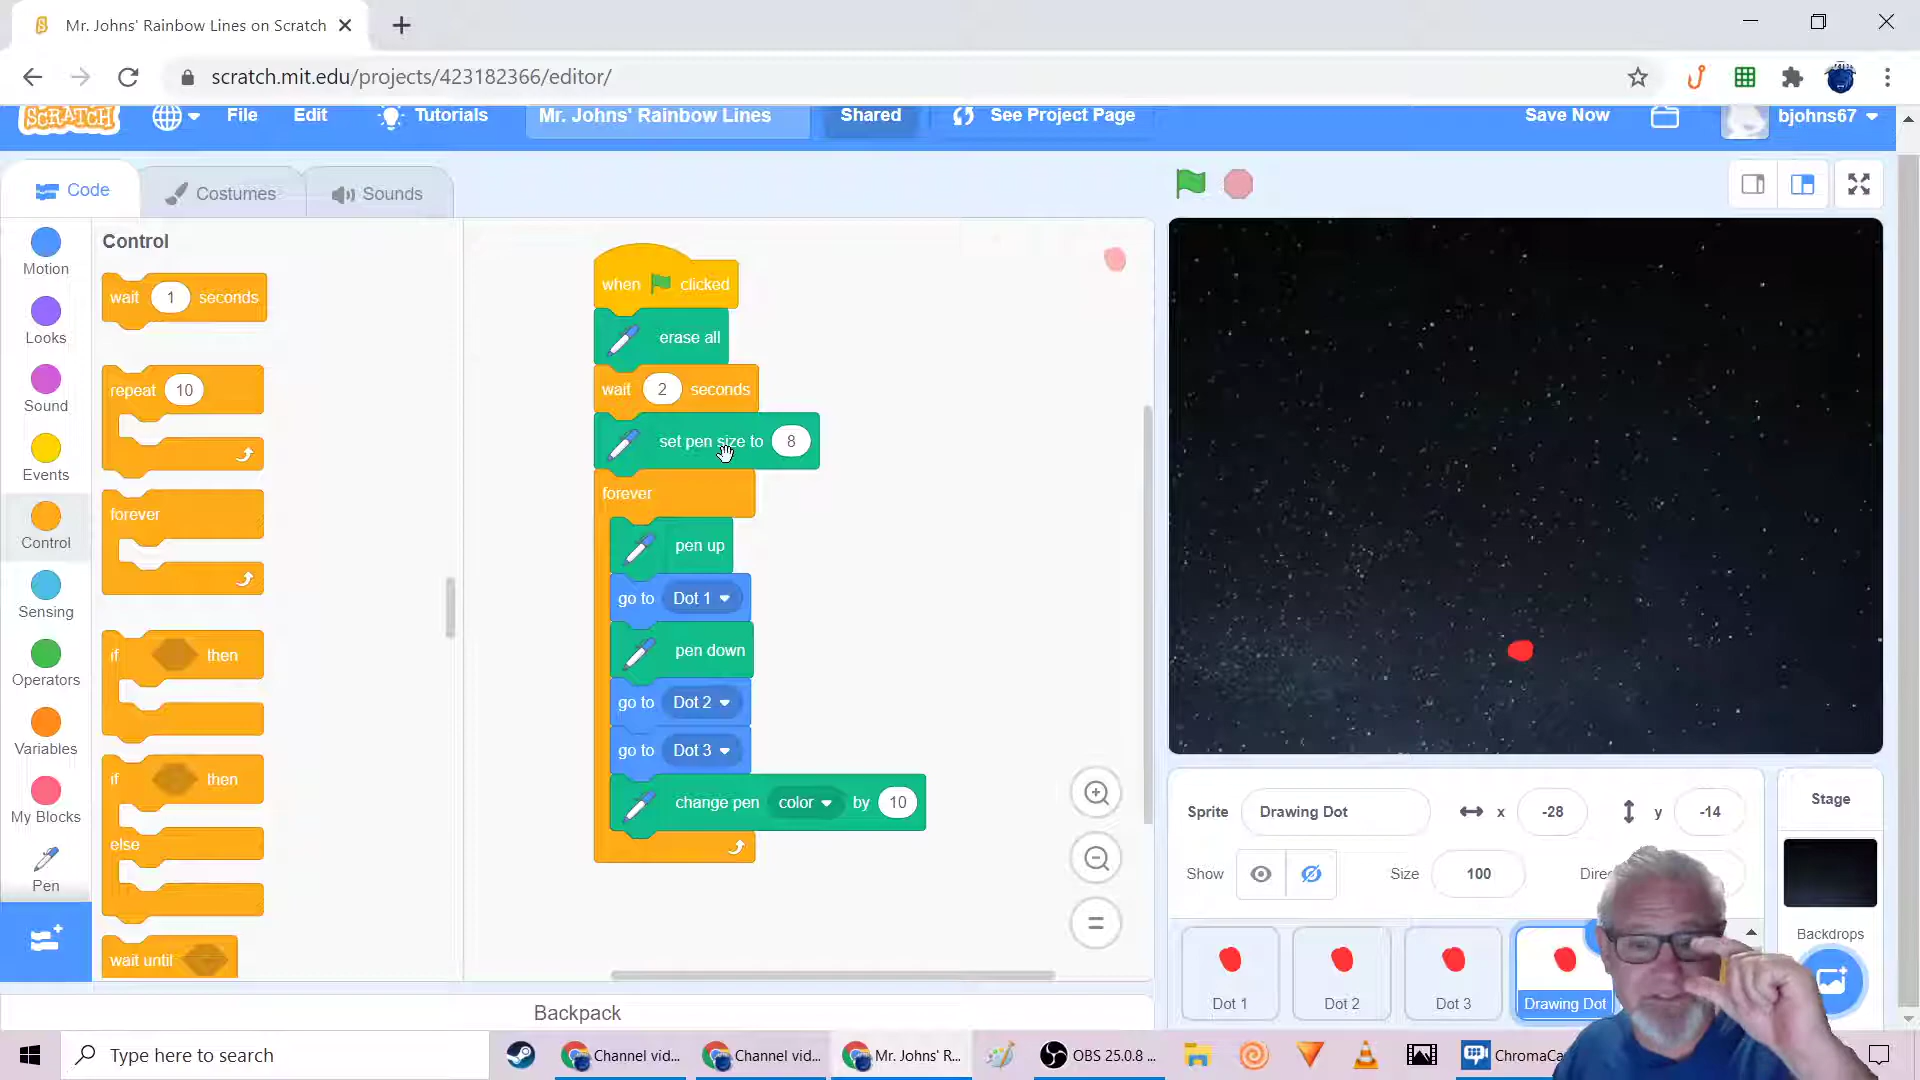 Mr. Johns' Rainbow Lines on Scratch
scratch.mit.edu/projects/423182366/editor/
SCRATCH
File
Edit
Tutorials
Mr. Johns' Rainbow Lines
Shared
See Project Page
Save Now
bjohns67
Code
Costumes
Sounds
Motion
Looks
Sound
Events
Control
Sensing
Operators
Variables
My Blocks
Pen
Control
wait 1 seconds
repeat 10
forever
if then
if then
else
wait until
when clicked
erase all
wait 2 seconds
set pen size to 8
forever
pen up
go to Dot 1
pen down
go to Dot 2
go to Dot 3
change pen color by 10
Backpack
Sprite
Drawing Dot
x
-28
y
-14
Show
Size
100
Direc
Stage
Backdrops
Dot 1
Dot 2
Dot 3
Drawing Dot
Type here to search
Channel vid...
Channel vid...
Mr. Johns' R...
OBS 25.0.8 ...
ChromaCa